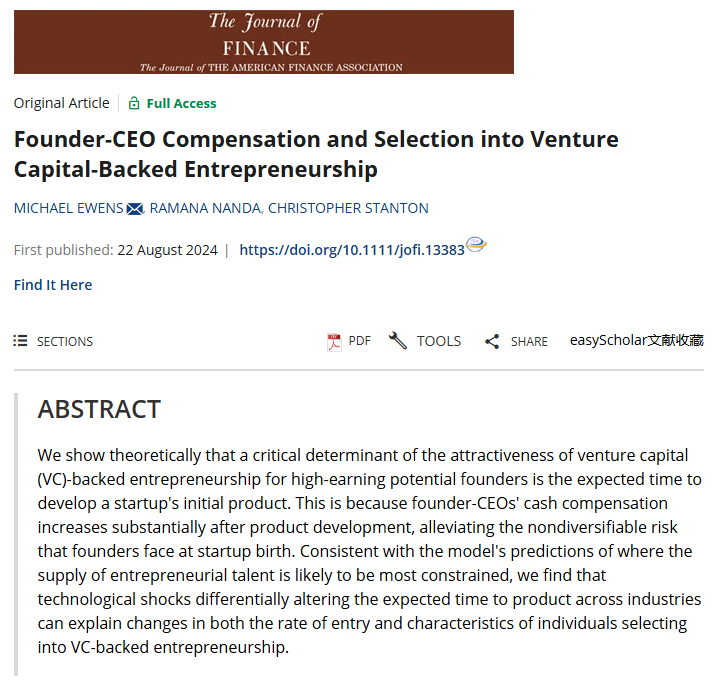 The Journal of
FINANCE
The Journal of THE AMERICAN FINANCE ASSOCIATION
Original Article
Full Access
Founder-CEO Compensation and Selection into Venture
Capital-Backed Entrepreneurship
MICHAEL EWENS, RAMANA NANDA, CHRISTOPHER STANTON
First published: 22 August 2024 | https://doi.org/10.1111/jofi.13383
Find It Here
SECTIONS
PDF
TOOLS
SHARE
easyScholar文献收藏
ABSTRACT
We show theoretically that a critical determinant of the attractiveness of venture capital
(VC)-backed entrepreneurship for high-earning potential founders is the expected time to
develop a startup's initial product. This is because founder-CEOs' cash compensation
increases substantially after product development, alleviating the nondiversifiable risk
that founders face at startup birth. Consistent with the model's predictions of where the
supply of entrepreneurial talent is likely to be most constrained, we find that
technological shocks differentially altering the expected time to product across industries
can explain changes in both the rate of entry and characteristics of individuals selecting
into VC-backed entrepreneurship.